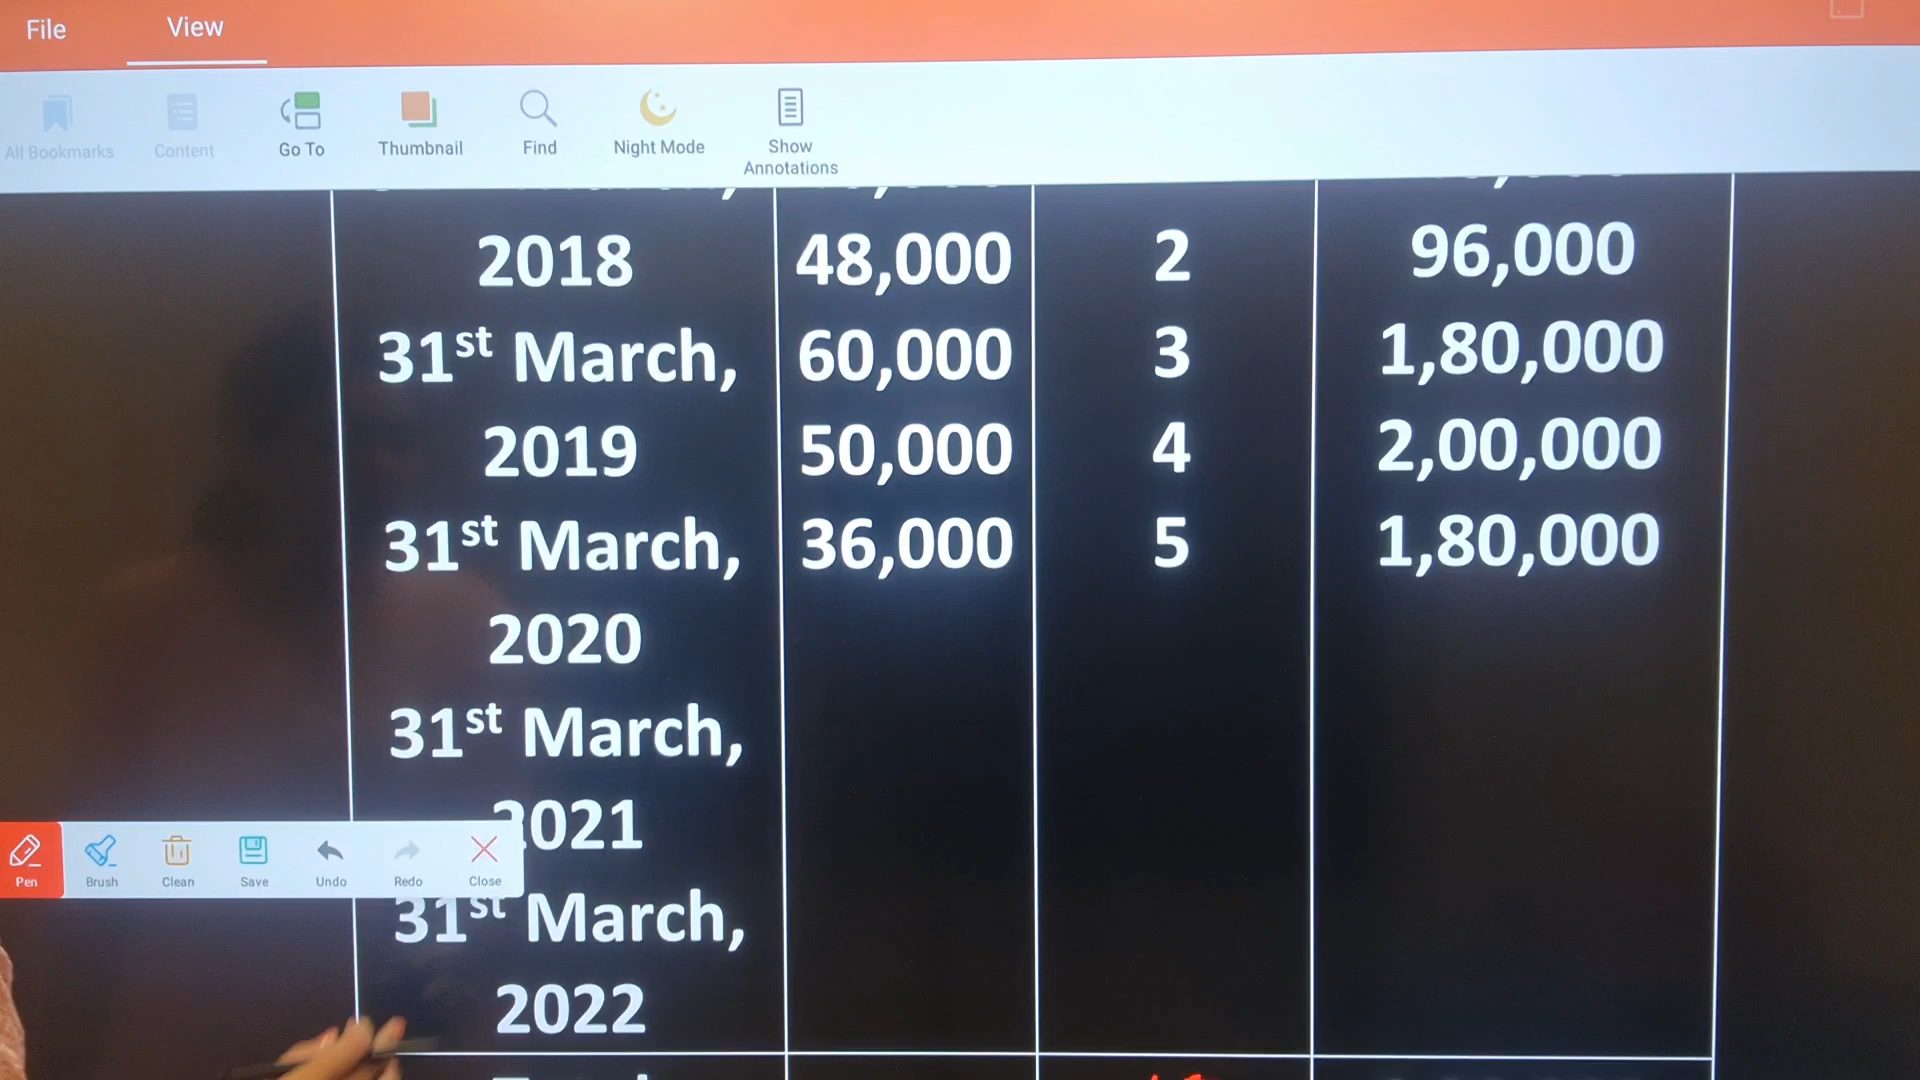 File View
All Bookmarks Content Go To Thumbnail Find Night Mode Show Annotations
2018 48,000 2 96,000
31st March, 60,000 3 1,80,000
2019 50,000 4 2,00,000
31st March, 36,000 5 1,80,000
2020
31st March,
2021
Pen Brush Clean Save Undo Redo Close
31st March,
2022